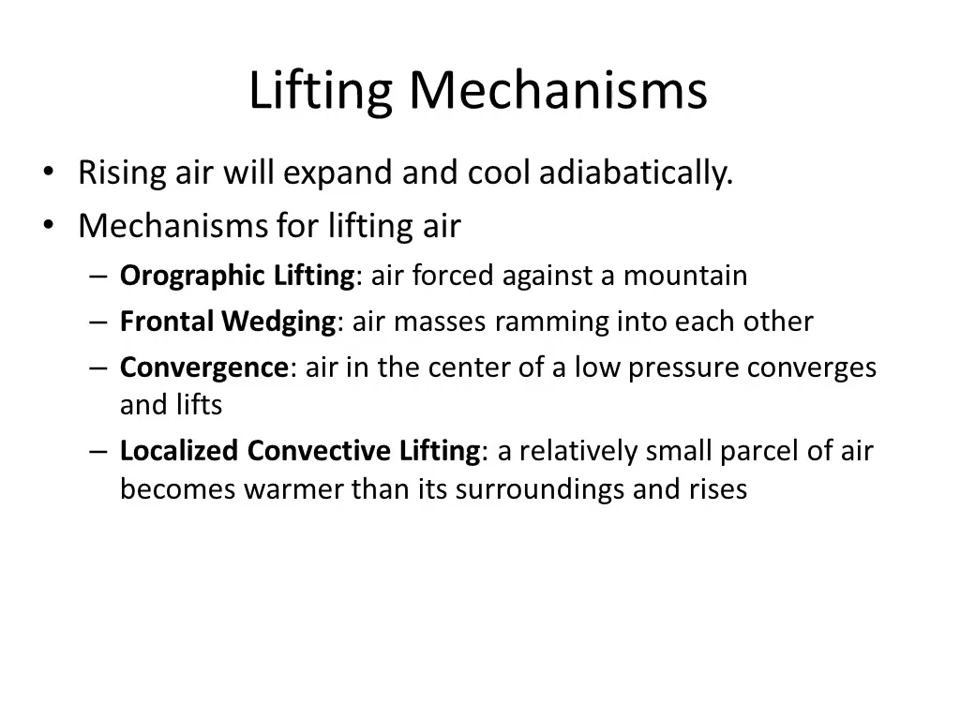 Lifting Mechanisms
• Rising air will expand and cool adiabatically.
• Mechanisms for lifting air
– Orographic Lifting: air forced against a mountain
– Frontal Wedging: air masses ramming into each other
– Convergence: air in the center of a low pressure converges
and lifts
– Localized Convective Lifting: a relatively small parcel of air
becomes warmer than its surroundings and rises